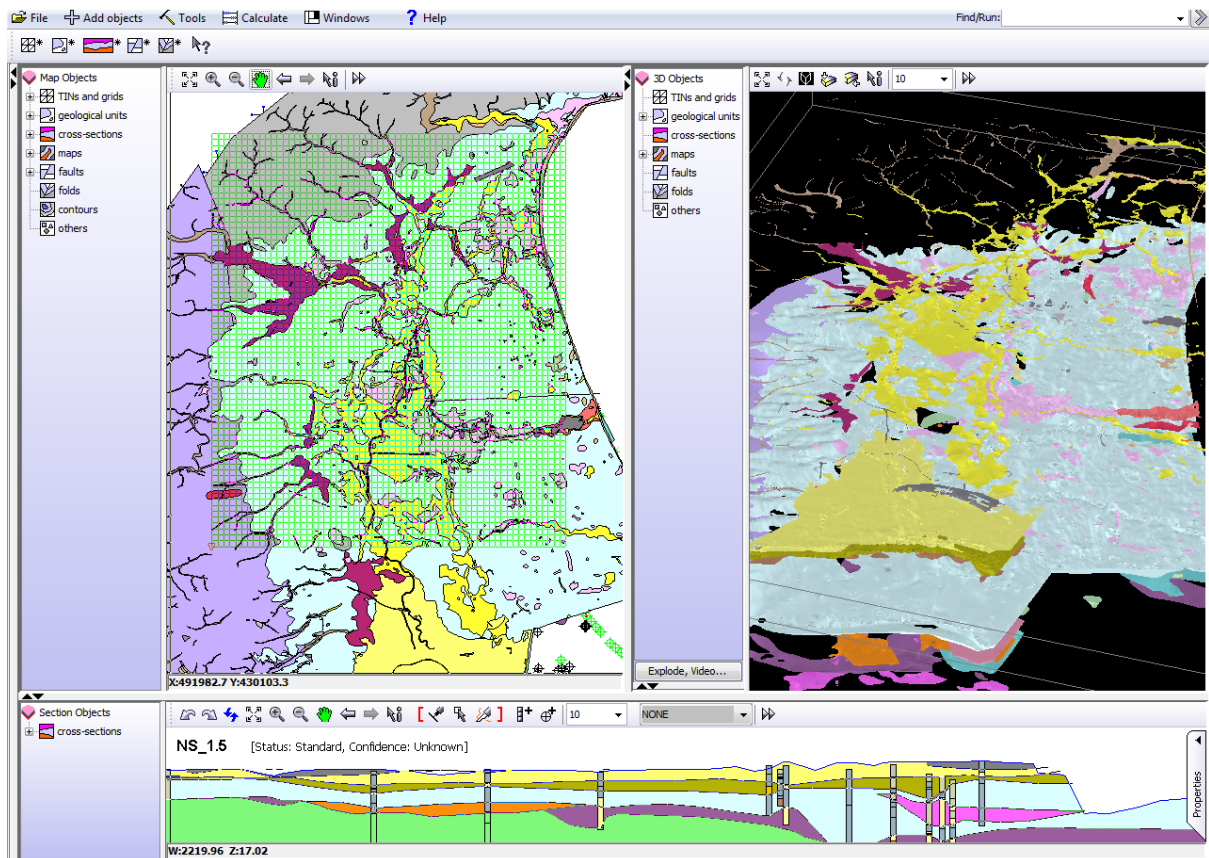 File Add objects Tools Calculate Windows ? Help Find/Run:
* * * * * ?
Map Objects
TINs and grids
geological units
cross-sections
maps
faults
folds
contours
others
X:491982.7 Y:430103.3
3D Objects
TINs and grids
geological units
cross-sections
maps
faults
folds
others
Explode, Video...
10
Section Objects
cross-sections
10 NONE
NS_1.5 [Status: Standard, Confidence: Unknown]
Properties
W:2219.96 Z:17.02